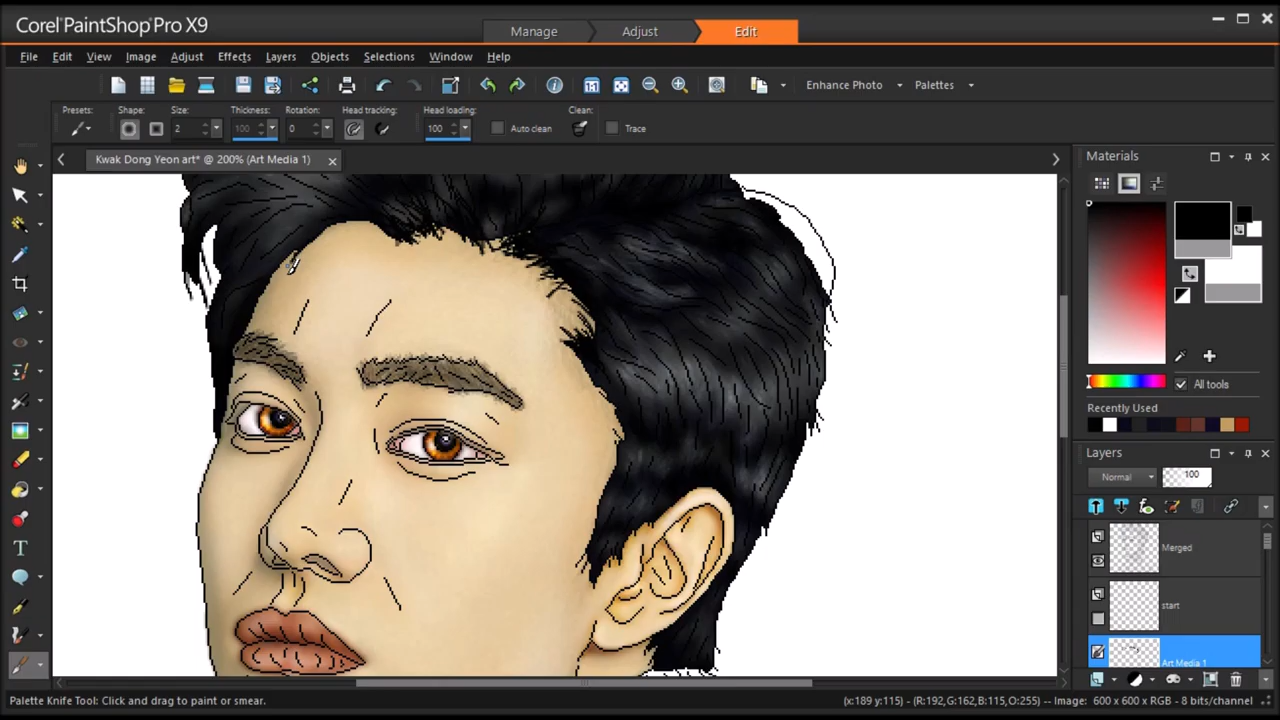 Corel PaintShop Pro X9
Manage Adjust Edit
File Edit View Image Adjust Effects Layers Objects Selections Window Help
Enhance Photo Palettes
Presets: Shape: Size: Thickness: Rotation: Head tracking: Head loading: Clean:
2 100 0 100 Auto clean Trace
Kwak Dong Yeon art* @ 200% (Art Media 1)
Materials
All tools
Recently Used
Layers
Normal 100
Merged
start
Art Media 1
Palette Knife Tool: Click and drag to paint or smear.
(x:189 y:115) - (R:192,G:162,B:115,O:255) -- Image: 600 x 600 x RGB - 8 bits/channel